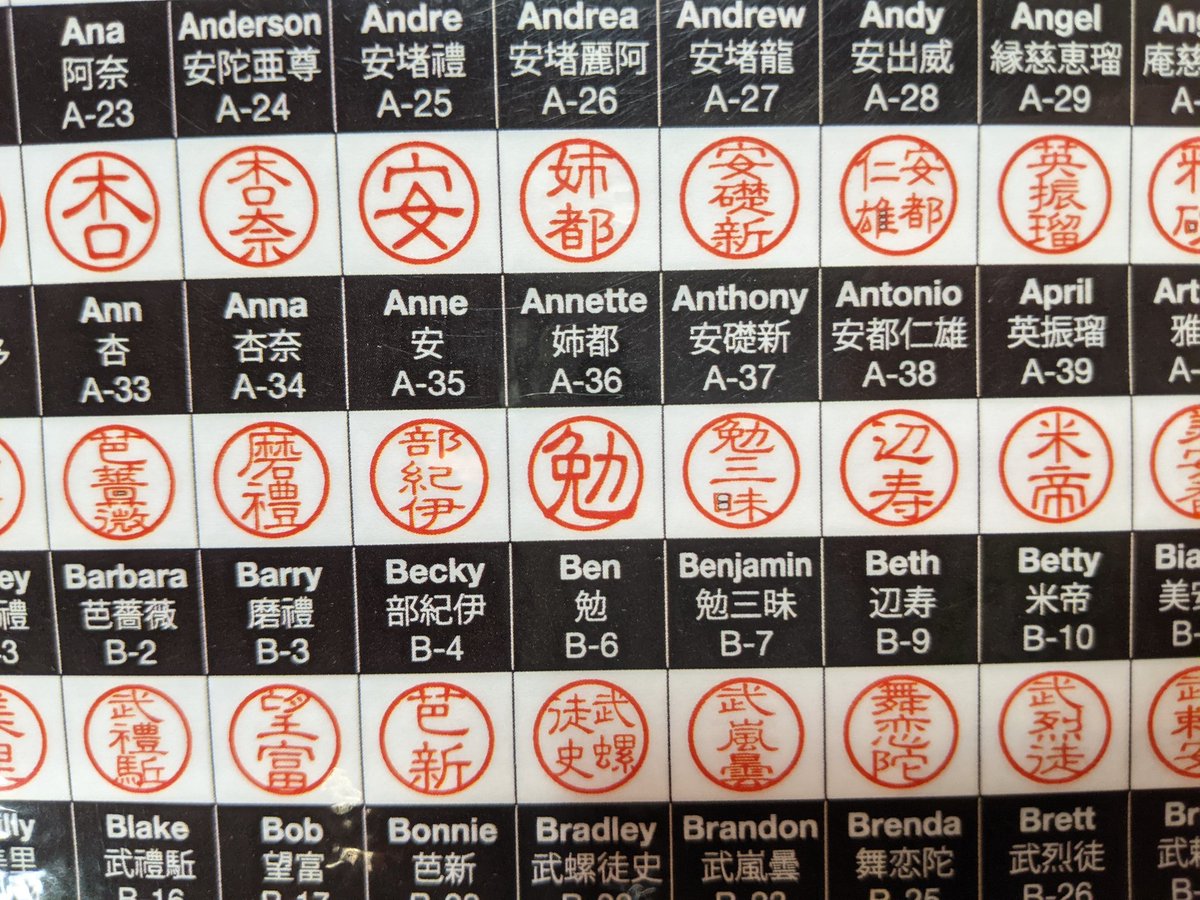 Ana Anderson Andre Andrea Andrew Andy Angel
阿奈 安陀亜尊 安堵禮 安堵麗阿 安堵龍 安出威 縁慈恵瑠
A-23 A-24 A-25 A-26 A-27 A-28 A-29
杏 杏奈 安 姉都 安礎新 安都仁雄 英振瑠
Ann Anna Anne Annette Anthony Antonio April
杏 杏奈 安 姉都 安礎新 安都仁雄 英振瑠
A-33 A-34 A-35 A-36 A-37 A-38 A-39
芭薔薇 磨禮 部紀伊 勉 勉三昧 辺寿 米帝
Barbara Barry Becky Ben Benjamin Beth Betty
芭薔薇 磨禮 部紀伊 勉 勉三昧 辺寿 米帝
B-2 B-3 B-4 B-6 B-7 B-9 B-10
武禮駈 望富 芭新 武螺徒史 武嵐曇 舞恋陀 武烈徒
Blake Bob Bonnie Bradley Brandon Brenda Brett
武禮駈 望富 芭新 武螺徒史 武嵐曇 舞恋陀 武烈徒
B-16 B-17 B-25 B-26